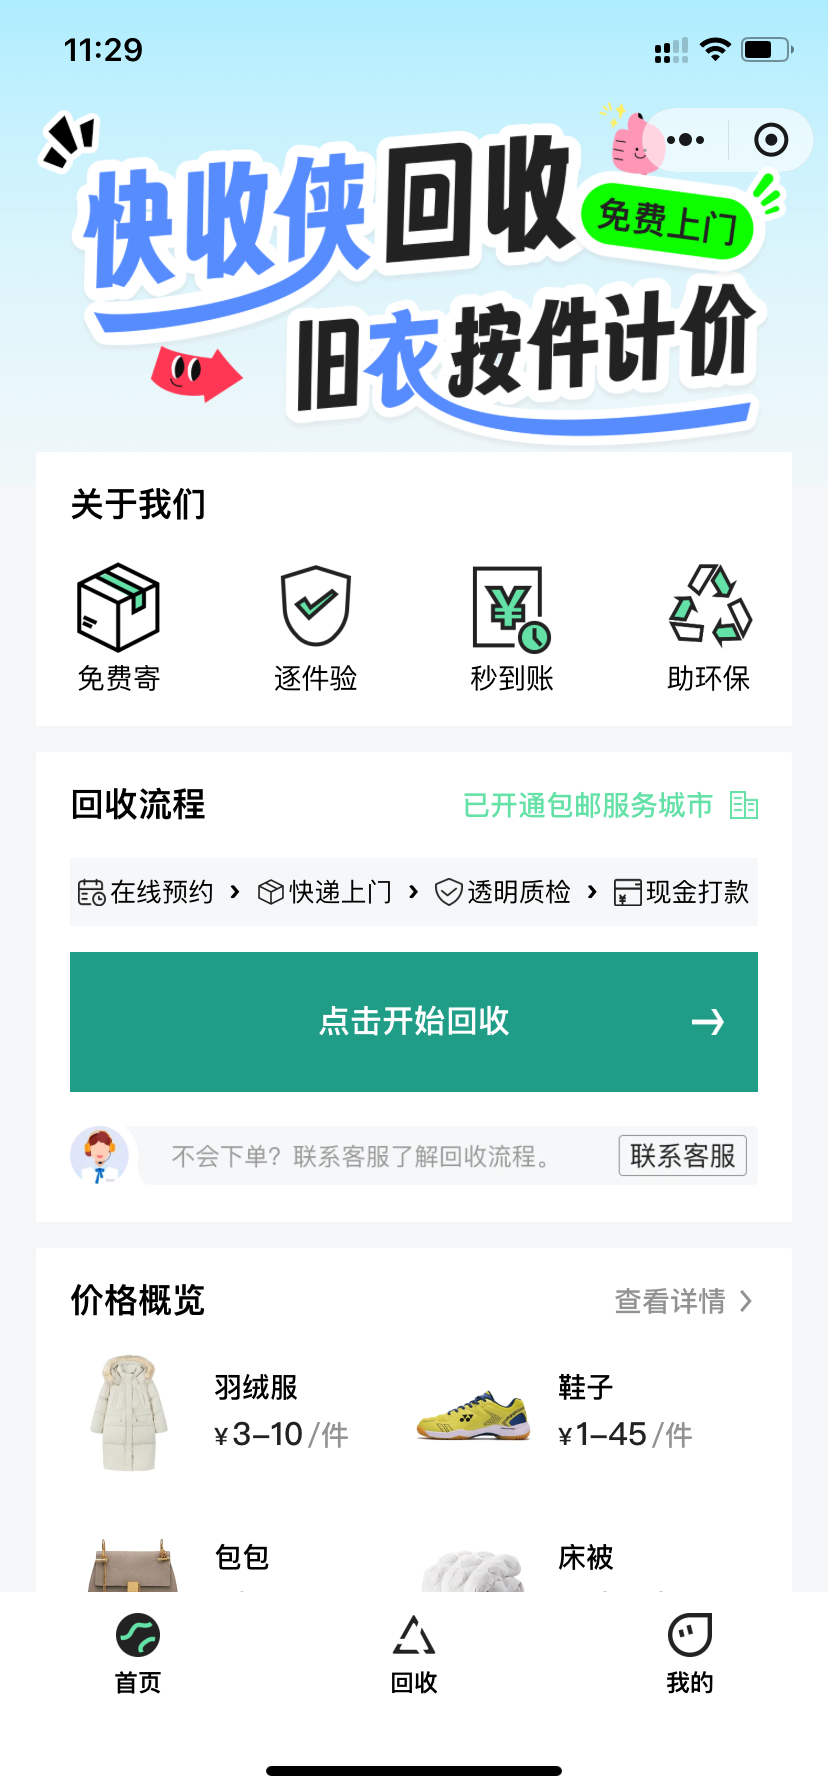 11:29
快收侠回收
免费上门
旧衣按件计价
关于我们
免费寄 逐件验 秒到账 助环保
回收流程 已开通包邮服务城市
在线预约 › 快递上门 › 透明质检 › 现金打款
点击开始回收 →
不会下单？联系客服了解回收流程。 联系客服
价格概览 查看详情 >
羽绒服 鞋子
¥3-10/件 ¥1-45/件
包包 床被
首页 回收 我的